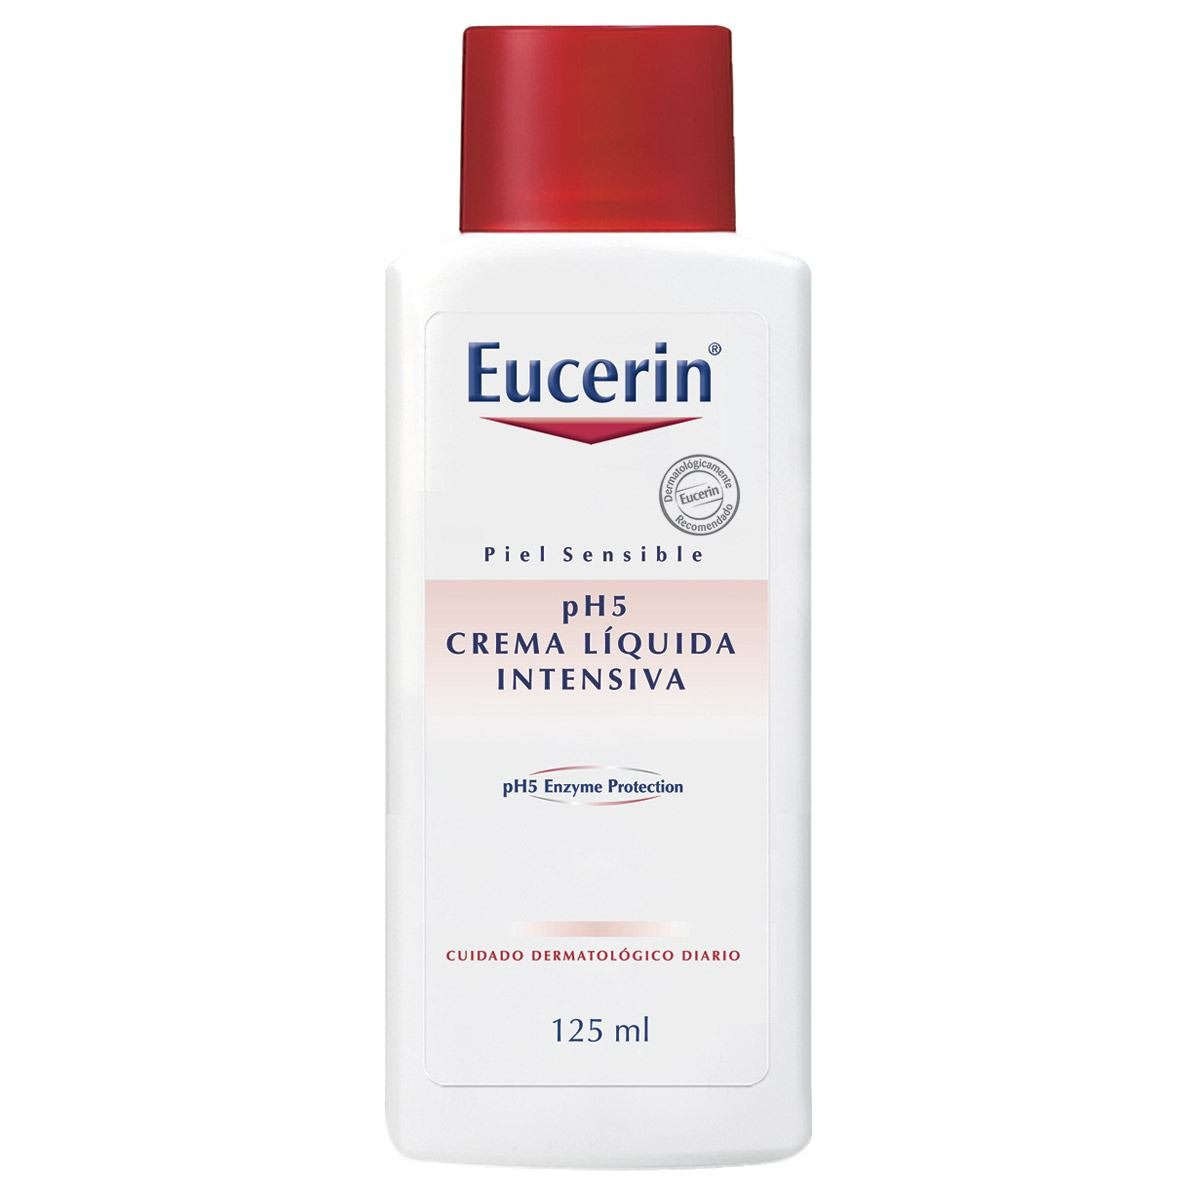 Eucerin®
Dermatológicamente
Eucerin
Recomendado
Piel Sensible
pH5
CREMA LÍQUIDA
INTENSIVA
pH5 Enzyme Protection
CUIDADO DERMATOLÓGICO DIARIO
125 ml